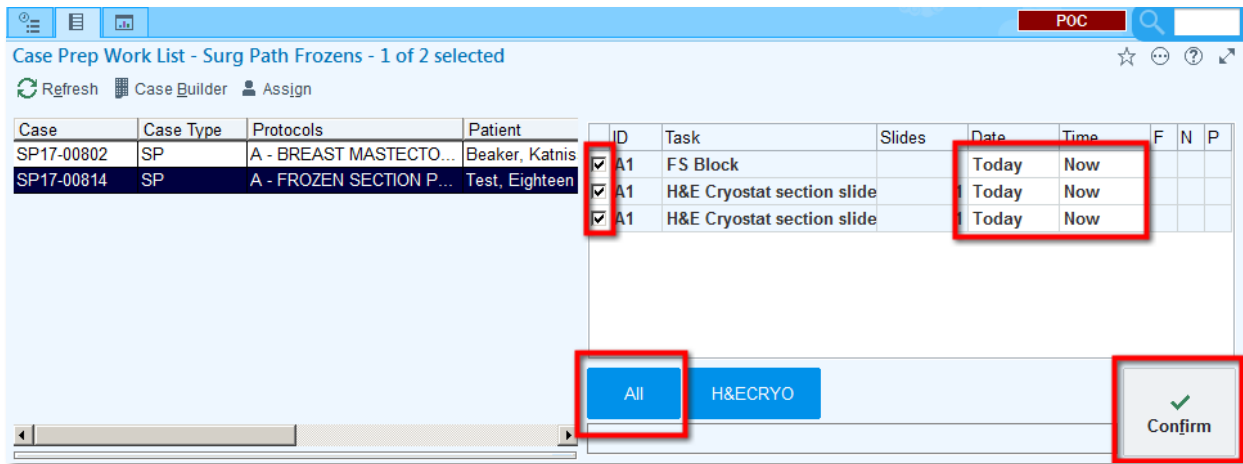 POC
Case Prep Work List - Surg Path Frozens - 1 of 2 selected
Refresh Case Builder Assign
Case Case Type Protocols Patient
SP17-00802 SP A - BREAST MASTECTO... Beaker, Katnis
SP17-00814 SP A - FROZEN SECTION P... Test, Eighteen
ID Task Slides Date Time F N P
A1 FS Block Today Now
A1 H&E Cryostat section slide 1 Today Now
A1 H&E Cryostat section slide 1 Today Now
All H&ECRYO
Confirm